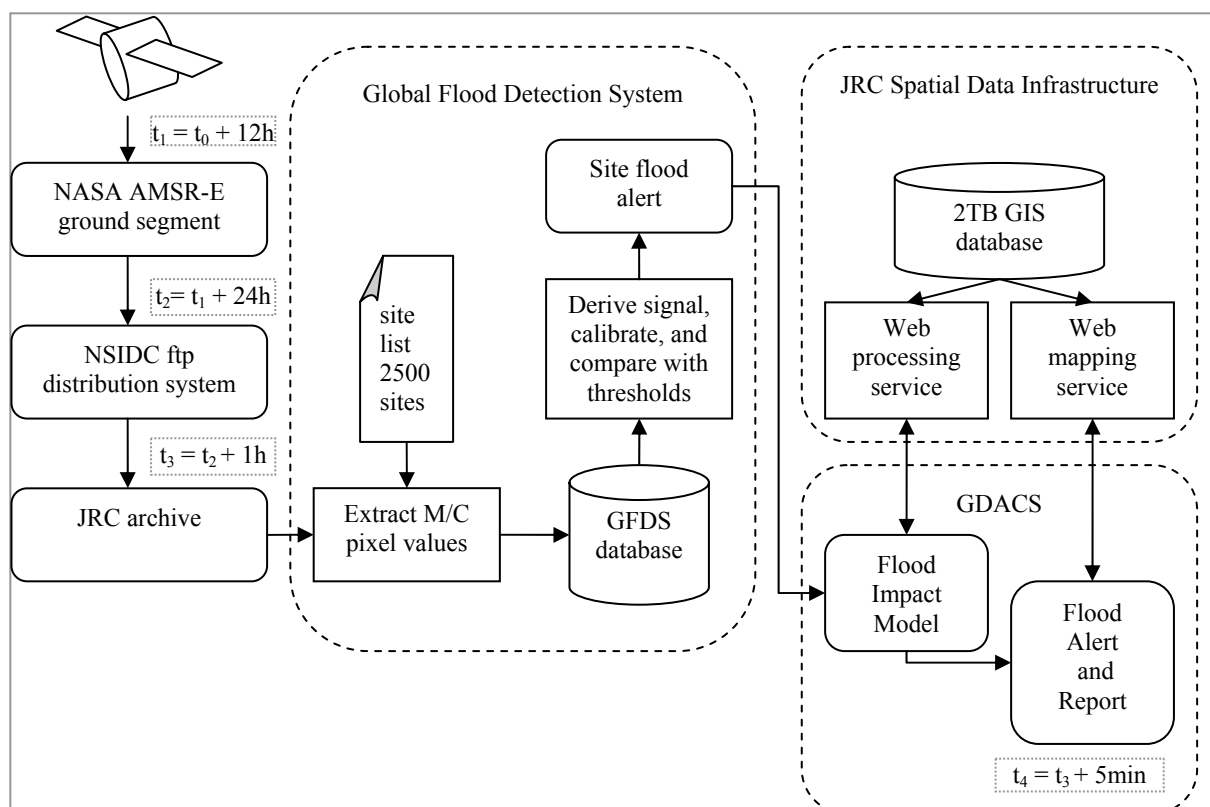 t1 = t0 + 12h
NASA AMSR-E
ground segment
t2= t1 + 24h
NSIDC ftp
distribution system
t3 = t2 + 1h
JRC archive
Global Flood Detection System
site
list
2500
sites
Extract M/C
pixel values
GFDS
database
Derive signal,
calibrate, and
compare with
thresholds
Site flood
alert
JRC Spatial Data Infrastructure
2TB GIS
database
Web
processing
service
Web
mapping
service
GDACS
Flood
Impact
Model
Flood
Alert
and
Report
t4 = t3 + 5min